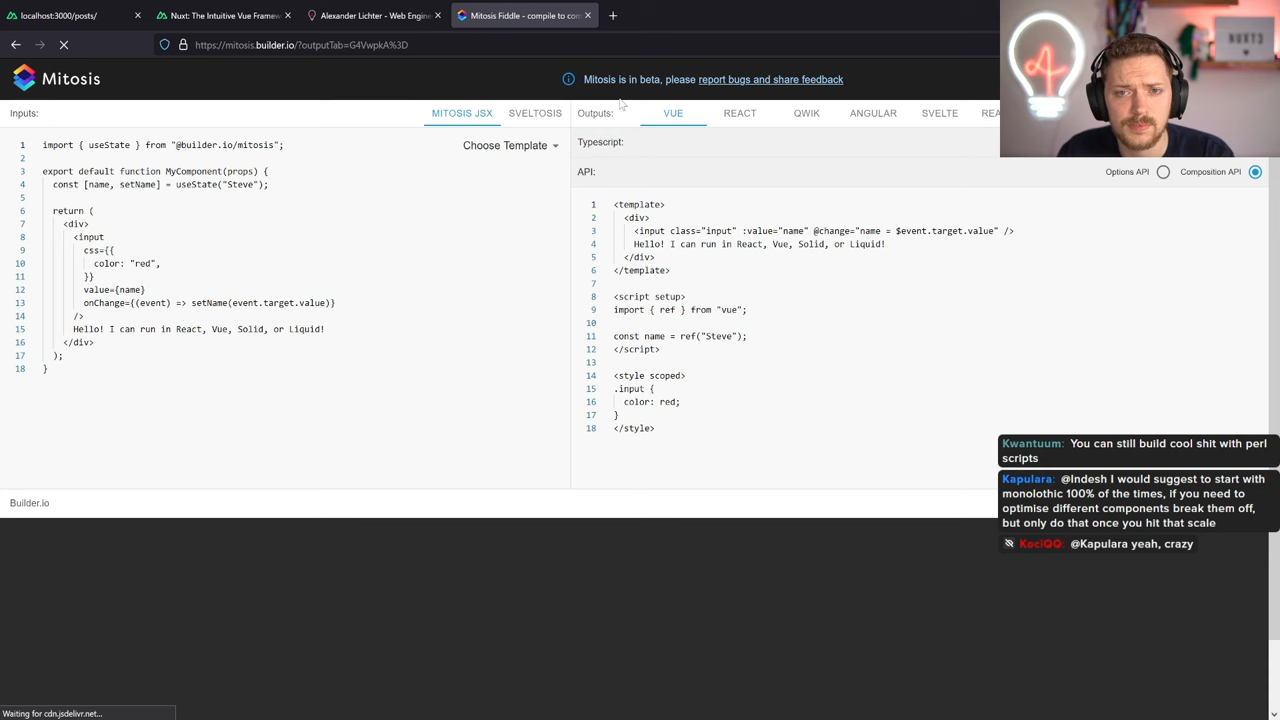 localhost:3000/posts/
Nuxt: The Intuitive Vue Framew
Alexander Lichter - Web Engine
Mitosis Fiddle - compile to com
https://mitosis.builder.io/?outputTab=G4VwpkA%3D
Mitosis
Mitosis is in beta, please report bugs and share feedback
NUXT3
Inputs:
MITOSIS JSX
SVELTOSIS
Outputs:
VUE
REACT
QWIK
ANGULAR
SVELTE
REA
Choose Template
1 import { useState } from "@builder.io/mitosis";
2
3 export default function MyComponent(props) {
4 const [name, setName] = useState("Steve");
5
6 return (
7 <div>
8 <input
9 css={{
10 color: "red",
11 }}
12 value={name}
13 onChange={(event) => setName(event.target.value)}
14 />
15 Hello! I can run in React, Vue, Solid, or Liquid!
16 </div>
17 );
18 }
Typescript:
API:
Options API
Composition API
1 <template>
2 <div>
3 <input class="input" :value="name" @change="name = $event.target.value" />
4 Hello! I can run in React, Vue, Solid, or Liquid!
5 </div>
6 </template>
7
8 <script setup>
9 import { ref } from "vue";
10
11 const name = ref("Steve");
12 </script>
13
14 <style scoped>
15 .input {
16 color: red;
17 }
18 </style>
Kwantuum: You can still build cool shit with perl
scripts
Kapulara: @Indesh I would suggest to start with
monolothic 100% of the times, if you need to
optimise different components break them off,
but only do that once you hit that scale
KociQQ: @Kapulara yeah, crazy
Builder.io
Waiting for cdn.jsdelivr.net...